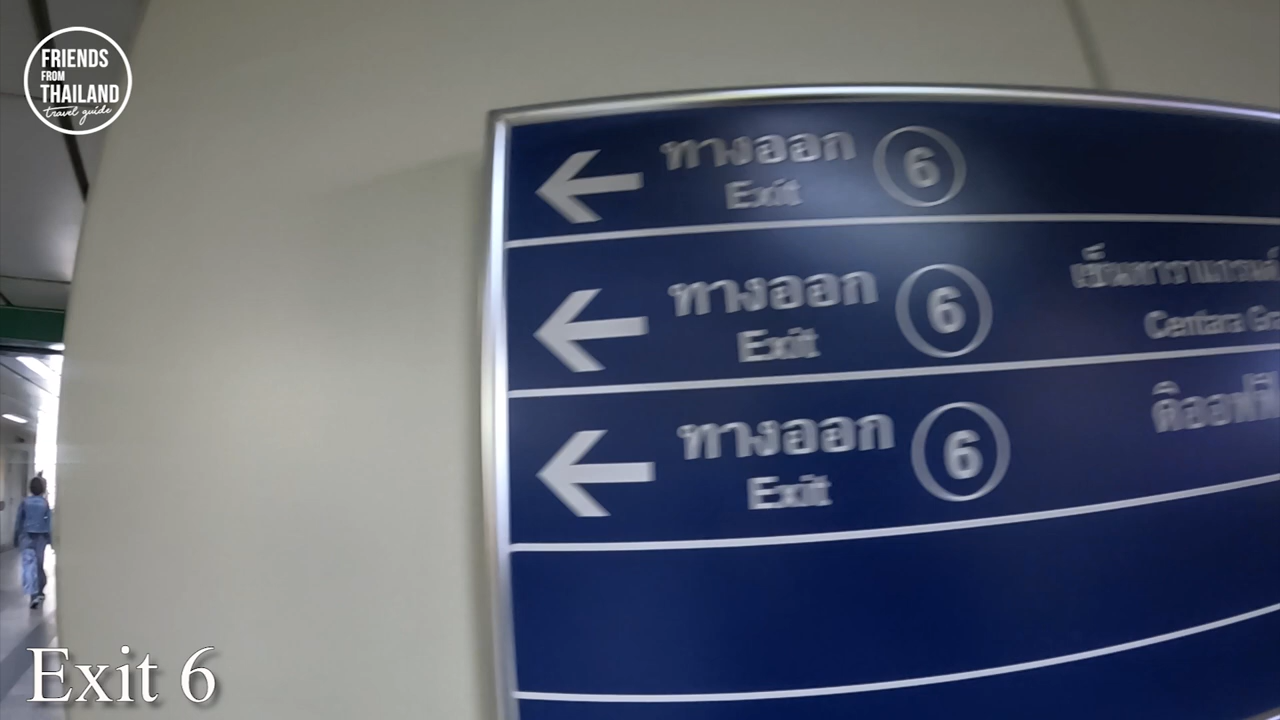 FRIENDS
FROM
THAILAND
travel guide
ทางออก 6
Exit
ทางออก 6
Exit
Centara
ทางออก 6
Exit
Exit 6